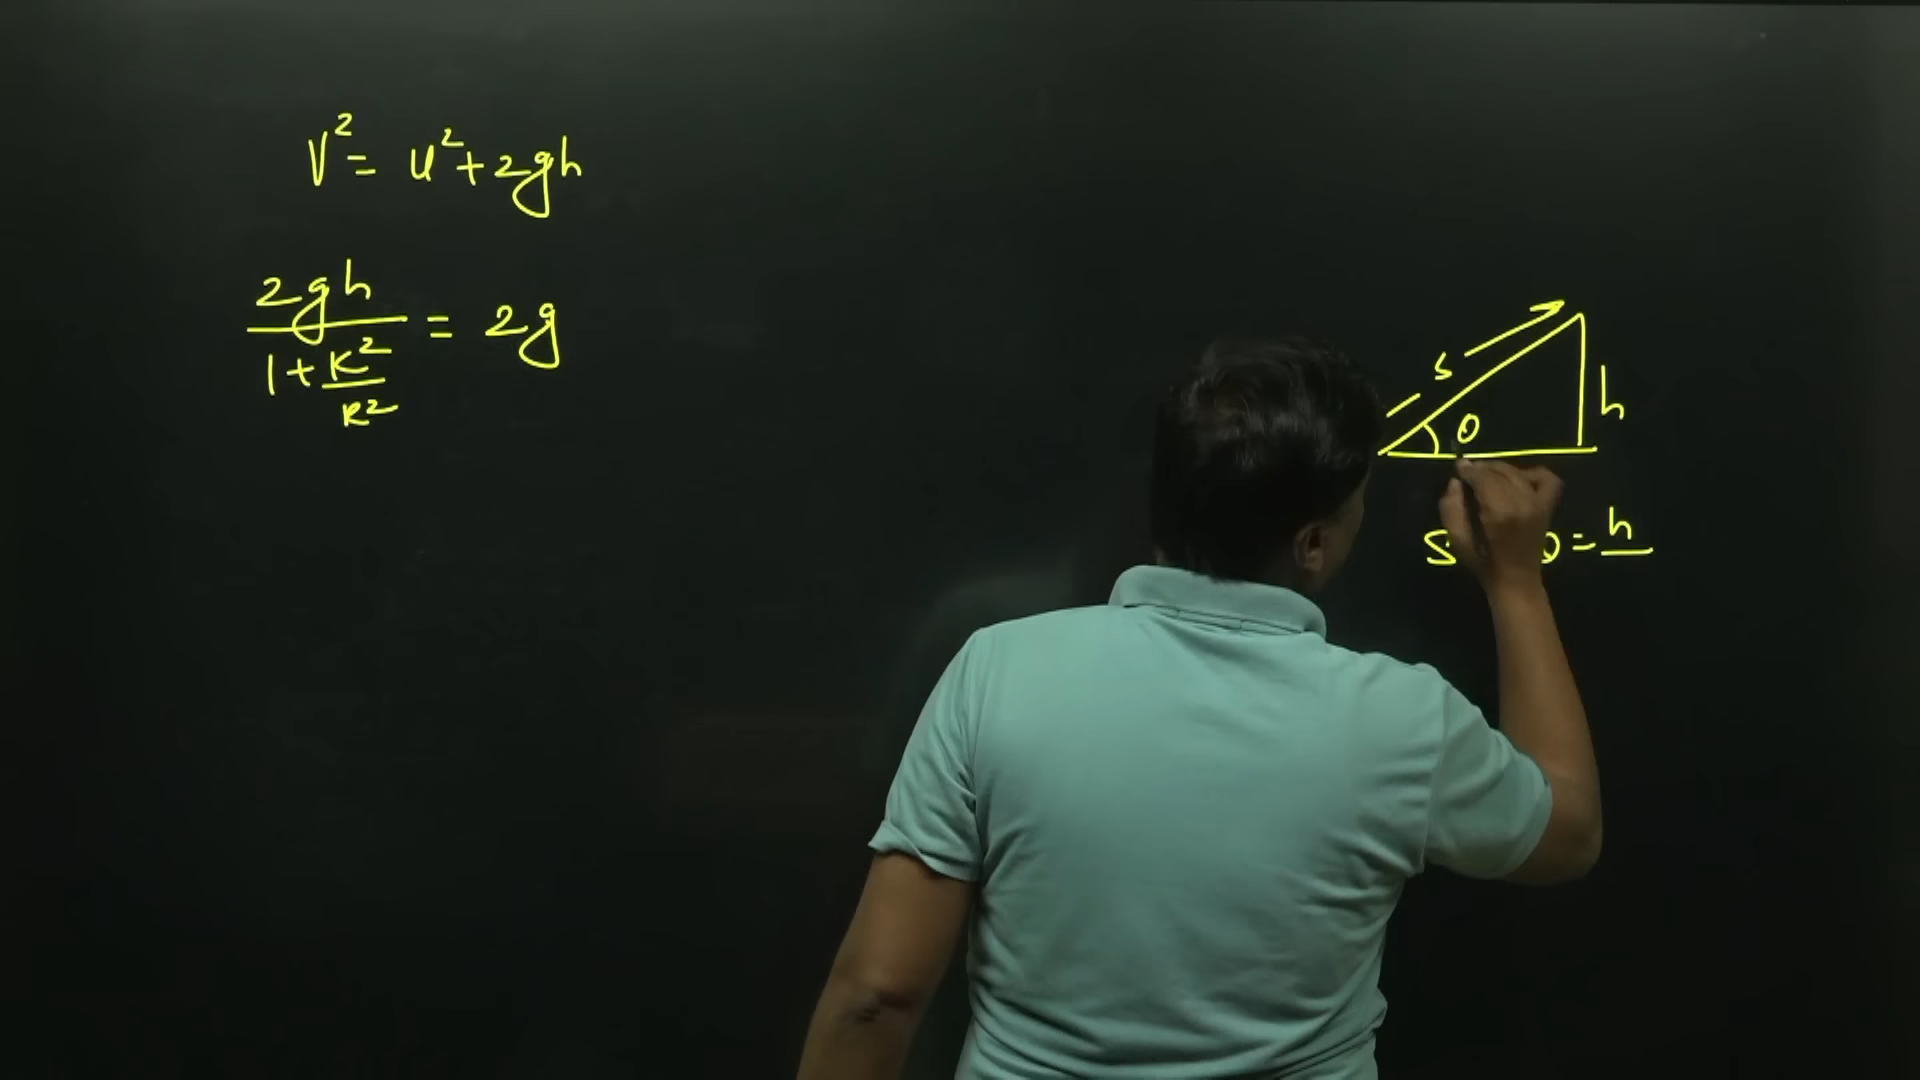 V² = u² + 2gh
2gh / (1 + K²/R²) = 2g
s
h
θ
h